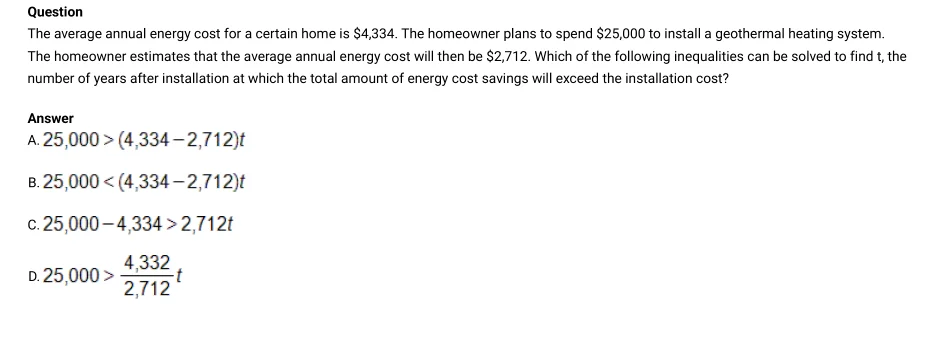 Question
The average annual energy cost for a certain home is $4,334. The homeowner plans to spend $25,000 to install a geothermal heating system.
The homeowner estimates that the average annual energy cost will then be $2,712. Which of the following inequalities can be solved to find t, the
number of years after installation at which the total amount of energy cost savings will exceed the installation cost?
Answer
A. 25,000 > (4,334 – 2,712)t
B. 25,000 < (4,334 – 2,712)t
C. 25,000 – 4,334 > 2,712t
D. 25,000 > 4,332/2,712 t